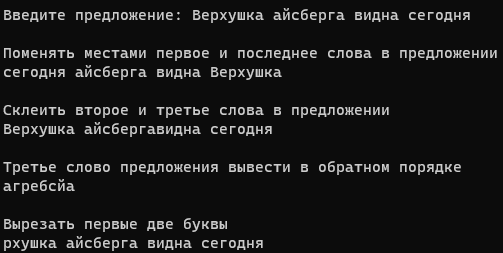 Введите предложение: Верхушка айсберга видна сегодня
Поменять местами первое и последнее слова в предложении
сегодня айсберга видна Верхушка
Склеить второе и третье слова в предложении
Верхушка айсбергавидна сегодня
Третье слово предложения вывести в обратном порядке
агребсйа
Вырезать первые две буквы
рхушка айсберга видна сегодня